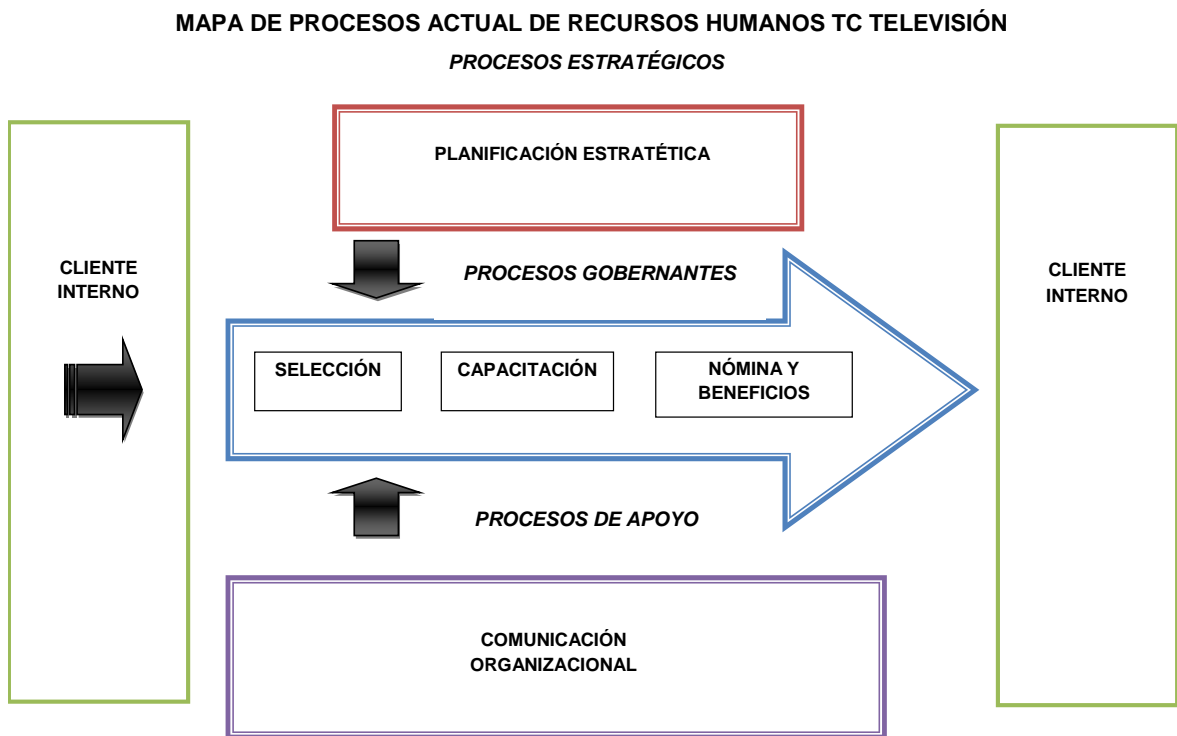 MAPA DE PROCESOS ACTUAL DE RECURSOS HUMANOS TC TELEVISIÓN
PROCESOS ESTRATÉGICOS
PLANIFICACIÓN ESTRATÉTICA
CLIENTE
INTERNO
PROCESOS GOBERNANTES
CLIENTE
INTERNO
SELECCIÓN
CAPACITACIÓN
NÓMINA Y
BENEFICIOS
PROCESOS DE APOYO
COMUNICACIÓN
ORGANIZACIONAL